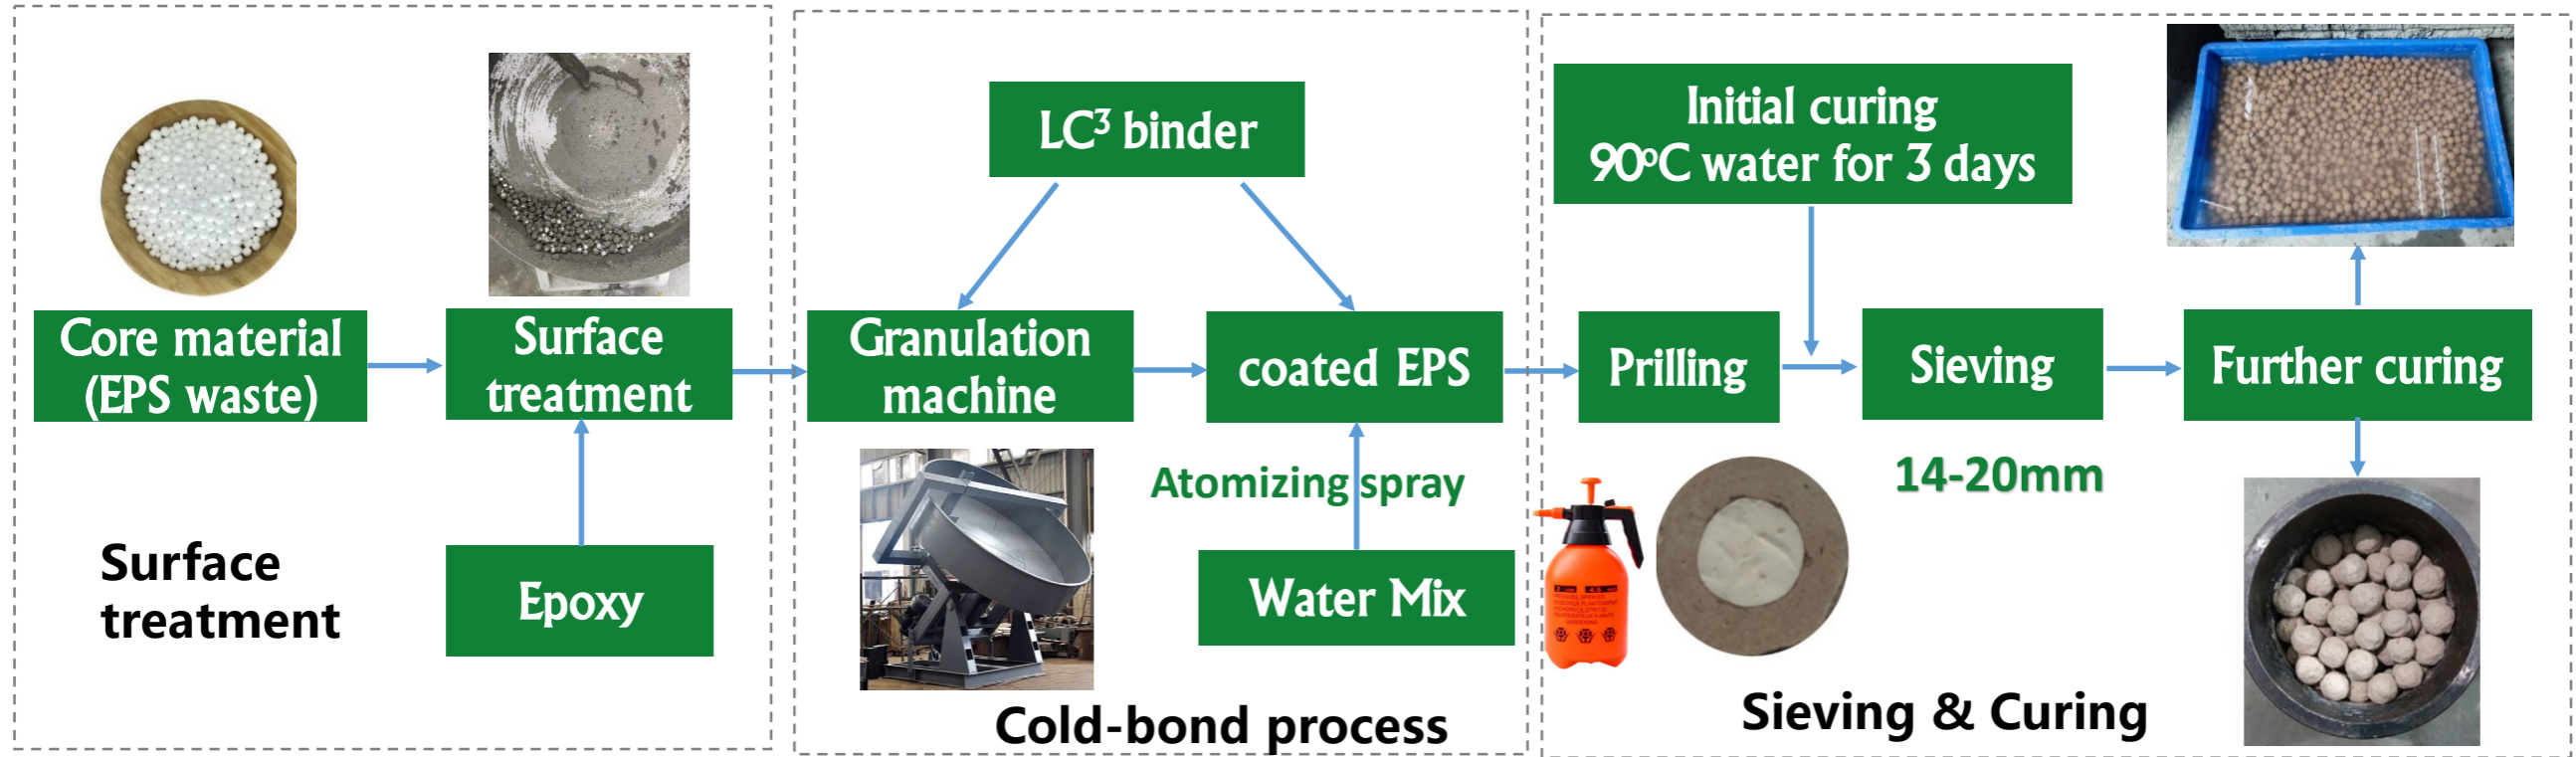 Core material
(EPS waste)
Surface
treatment
Epoxy
Surface
treatment
LC³ binder
Granulation
machine
coated EPS
Atomizing spray
Water Mix
Cold-bond process
Initial curing
90ºC water for 3 days
Prilling
Sieving
14-20mm
Further curing
Sieving & Curing